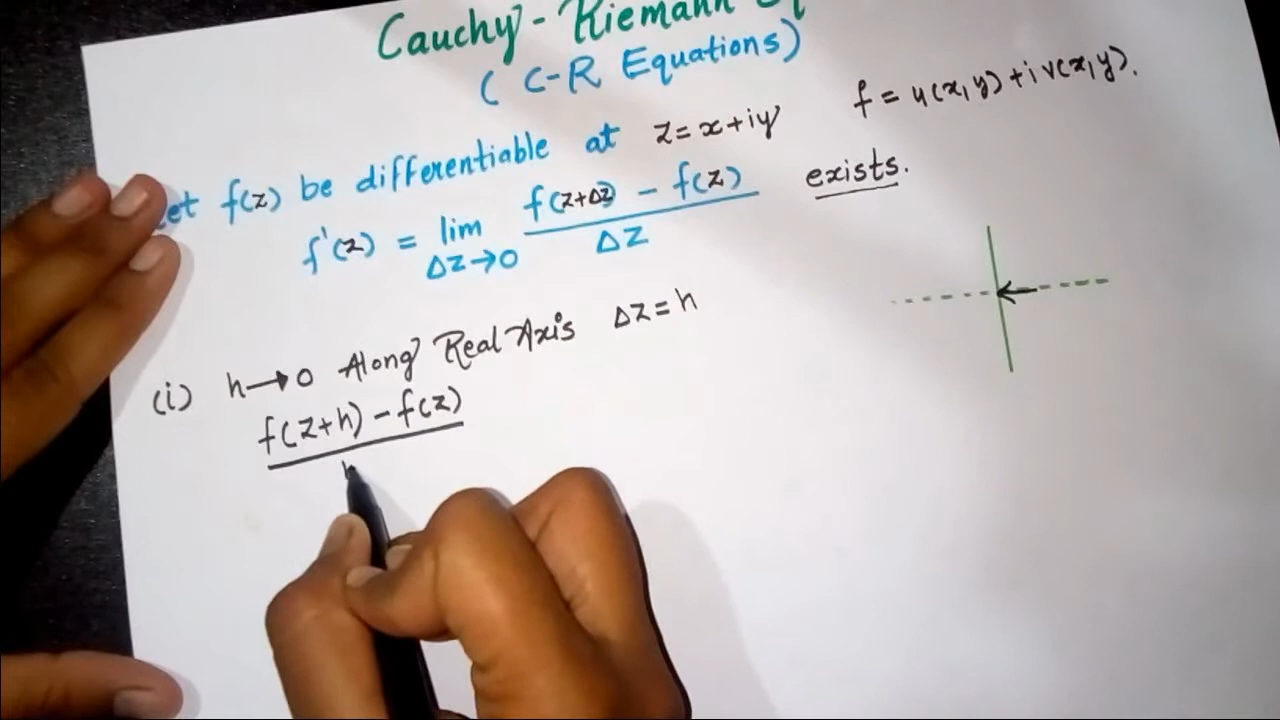 Cauchy - Riemann
( C-R Equations)
Let f(z) be differentiable at z = x+iy f = u(x,y) + i v(x,y).
f'(z) = lim Δz→0 f(z+Δz) - f(z) / Δz exists.
(i) h→0 Along Real Axis Δz = h
f(z+h) - f(z)